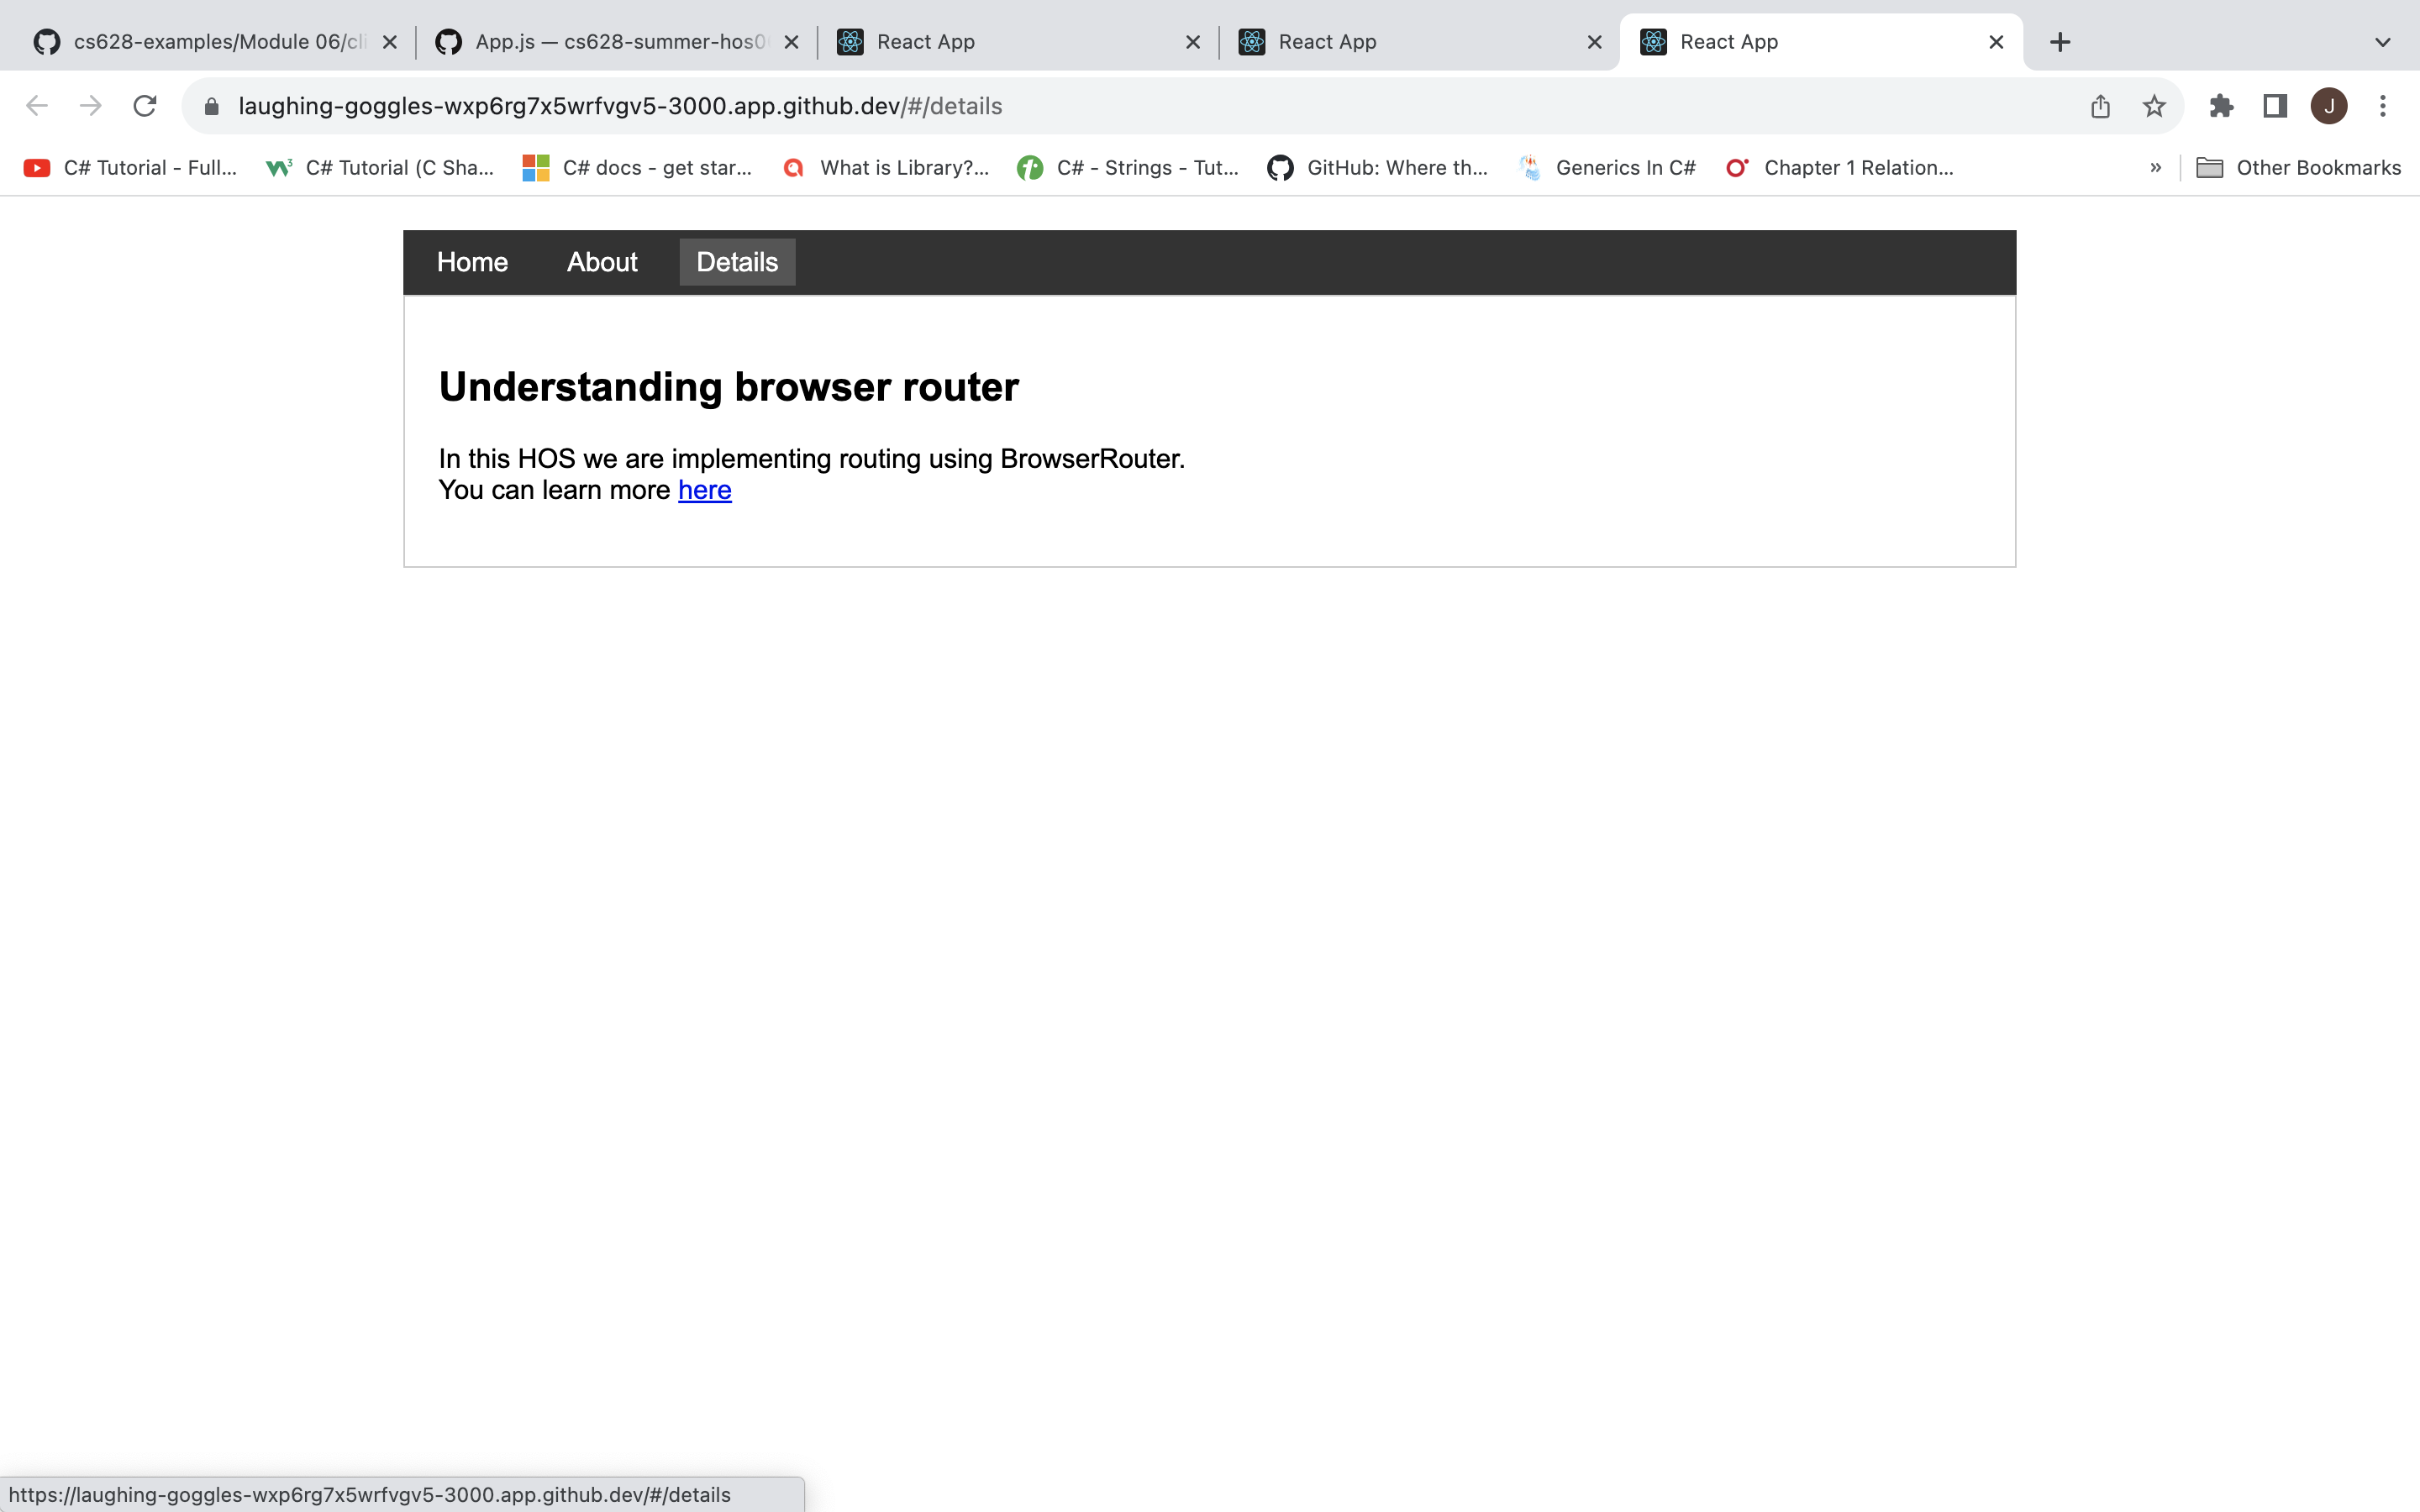 cs628-examples/Module 06/cli
App.js — cs628-summer-hos0
React App
React App
React App
laughing-goggles-wxp6rg7x5wrfvgv5-3000.app.github.dev/#/details
J
C# Tutorial - Full...
C# Tutorial (C Sha...
C# docs - get star...
What is Library?...
C# - Strings - Tut...
GitHub: Where th...
Generics In C#
Chapter 1 Relation...
»
Other Bookmarks
Home
About
Details
Understanding browser router
In this HOS we are implementing routing using BrowserRouter.
You can learn more here
https://laughing-goggles-wxp6rg7x5wrfvgv5-3000.app.github.dev/#/details